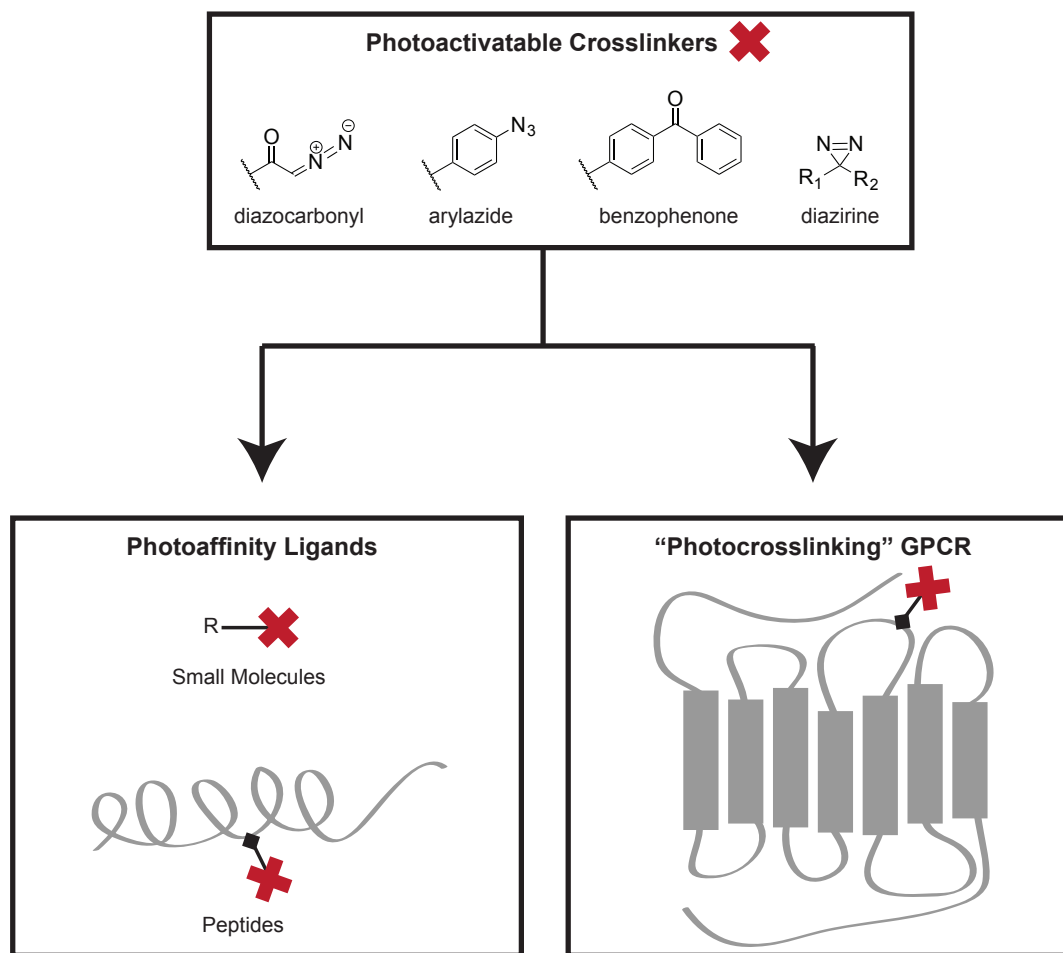 Photoactivatable Crosslinkers
O
N
⊕
N
⊖
diazocarbonyl
N₃
arylazide
O
benzophenone
N N
R₁ R₂
diazirine
Photoaffinity Ligands
R
Small Molecules
Peptides
“Photocrosslinking” GPCR